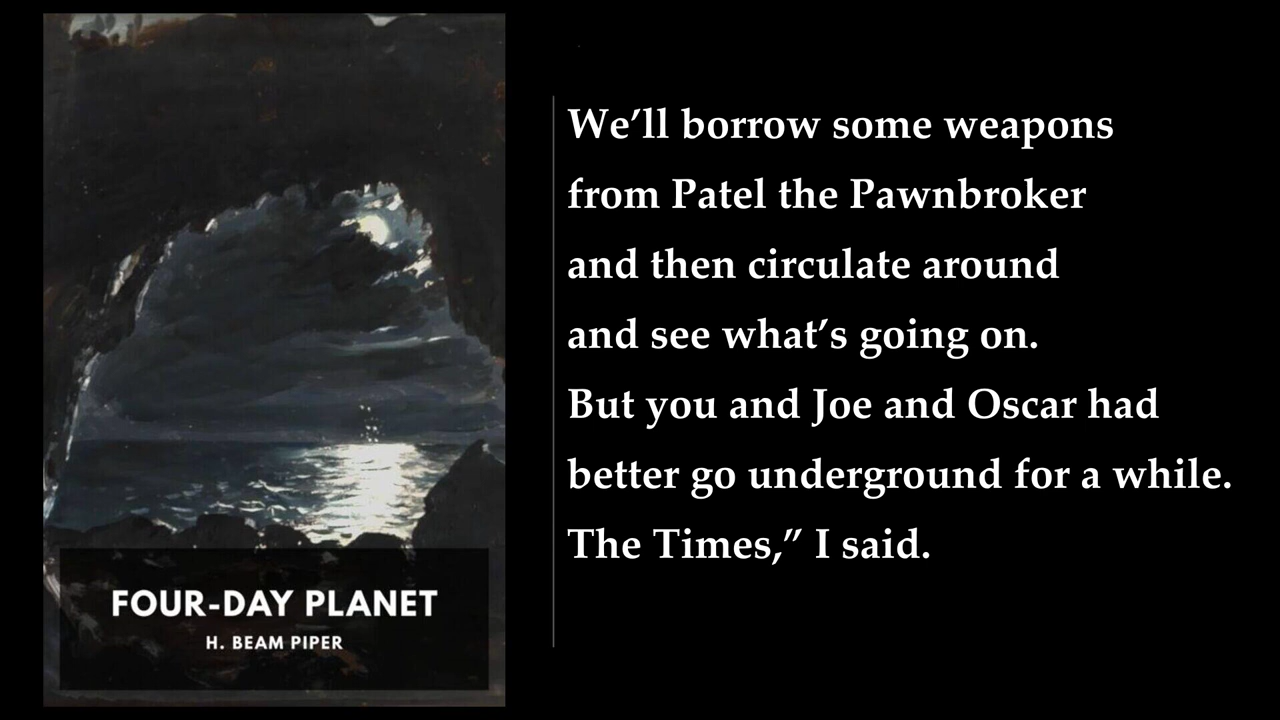 We’ll borrow some weapons
from Patel the Pawnbroker
and then circulate around
and see what’s going on.
But you and Joe and Oscar had
better go underground for a while.
The Times,” I said.
FOUR-DAY PLANET
H. BEAM PIPER